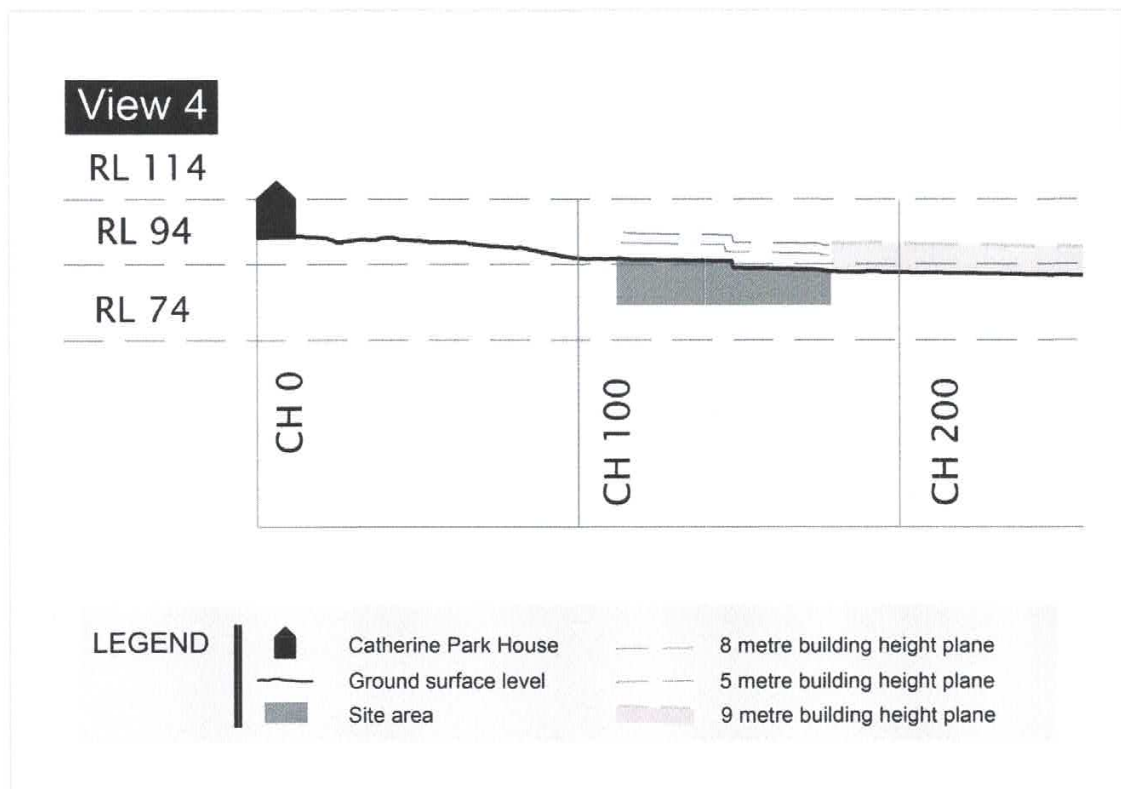 View 4
RL 114
RL 94
RL 74
CH 0
CH 100
CH 200
LEGEND
Catherine Park House
Ground surface level
Site area
8 metre building height plane
5 metre building height plane
9 metre building height plane